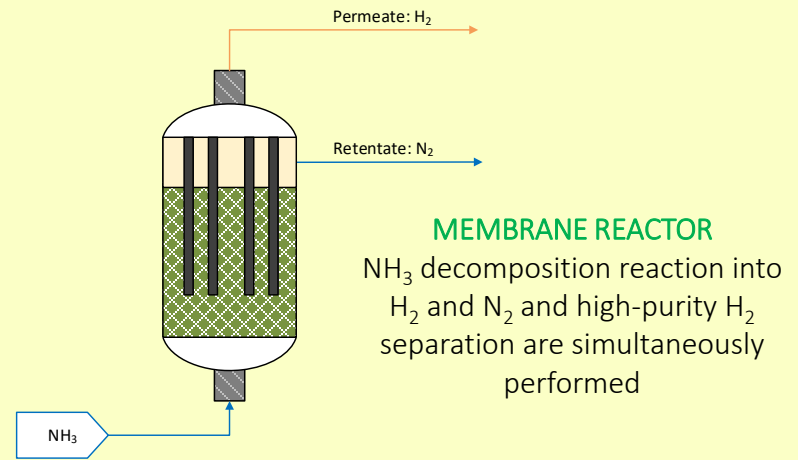 Permeate: H₂
Retentate: N₂
MEMBRANE REACTOR
NH₃ decomposition reaction into
H₂ and N₂ and high-purity H₂
separation are simultaneously
performed
NH₃